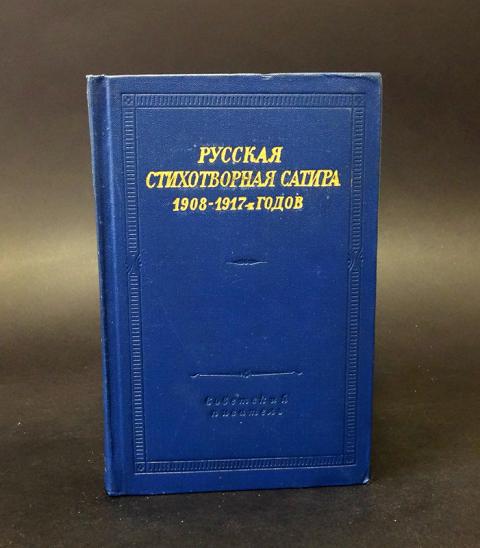 РУССКАЯ
СТИХОТВОРНАЯ САТИРА
1908-1917-х ГОДОВ
Советский
писатель